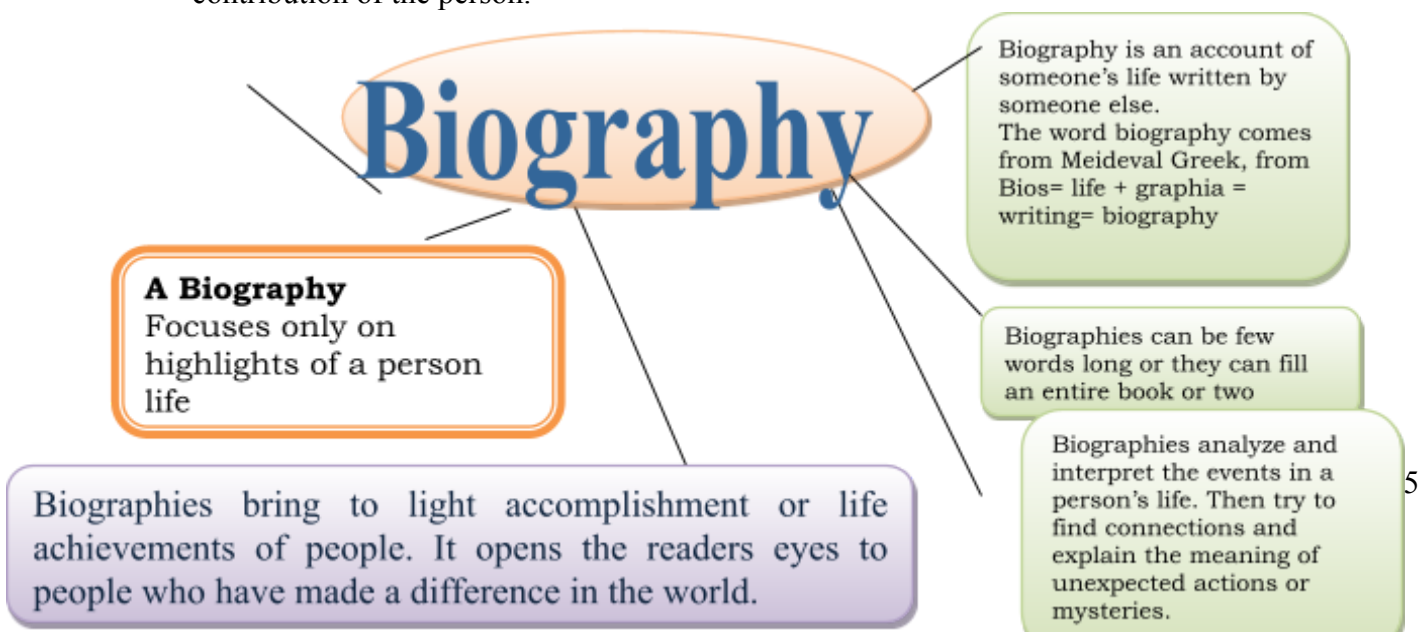 contribution of the person.
Biography
Biography is an account of
someone's life written by
someone else.
The word biography comes
from Meideval Greek, from
Bios= life + graphia =
writing= biography
A Biography
Focuses only on
highlights of a person
life
Biographies can be few
words long or they can fill
an entire book or two
Biographies analyze and
interpret the events in a
person's life. Then try to
find connections and
explain the meaning of
unexpected actions or
mysteries.
5
Biographies bring to light accomplishment or life
achievements of people. It opens the readers eyes to
people who have made a difference in the world.